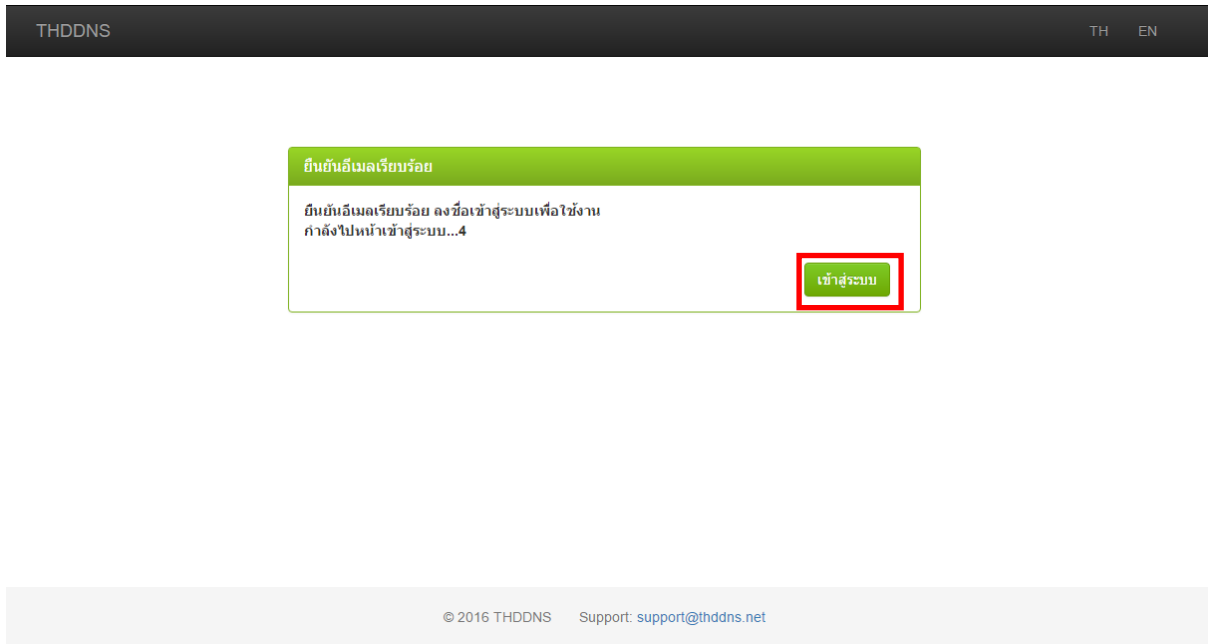 THDDNS TH EN
ยืนยันอีเมลเรียบร้อย
ยืนยันอีเมลเรียบร้อย ลงชื่อเข้าสู่ระบบเพื่อใช้งาน
กำลังไปหน้าเข้าสู่ระบบ...4
เข้าสู่ระบบ
© 2016 THDDNS Support: support@thddns.net